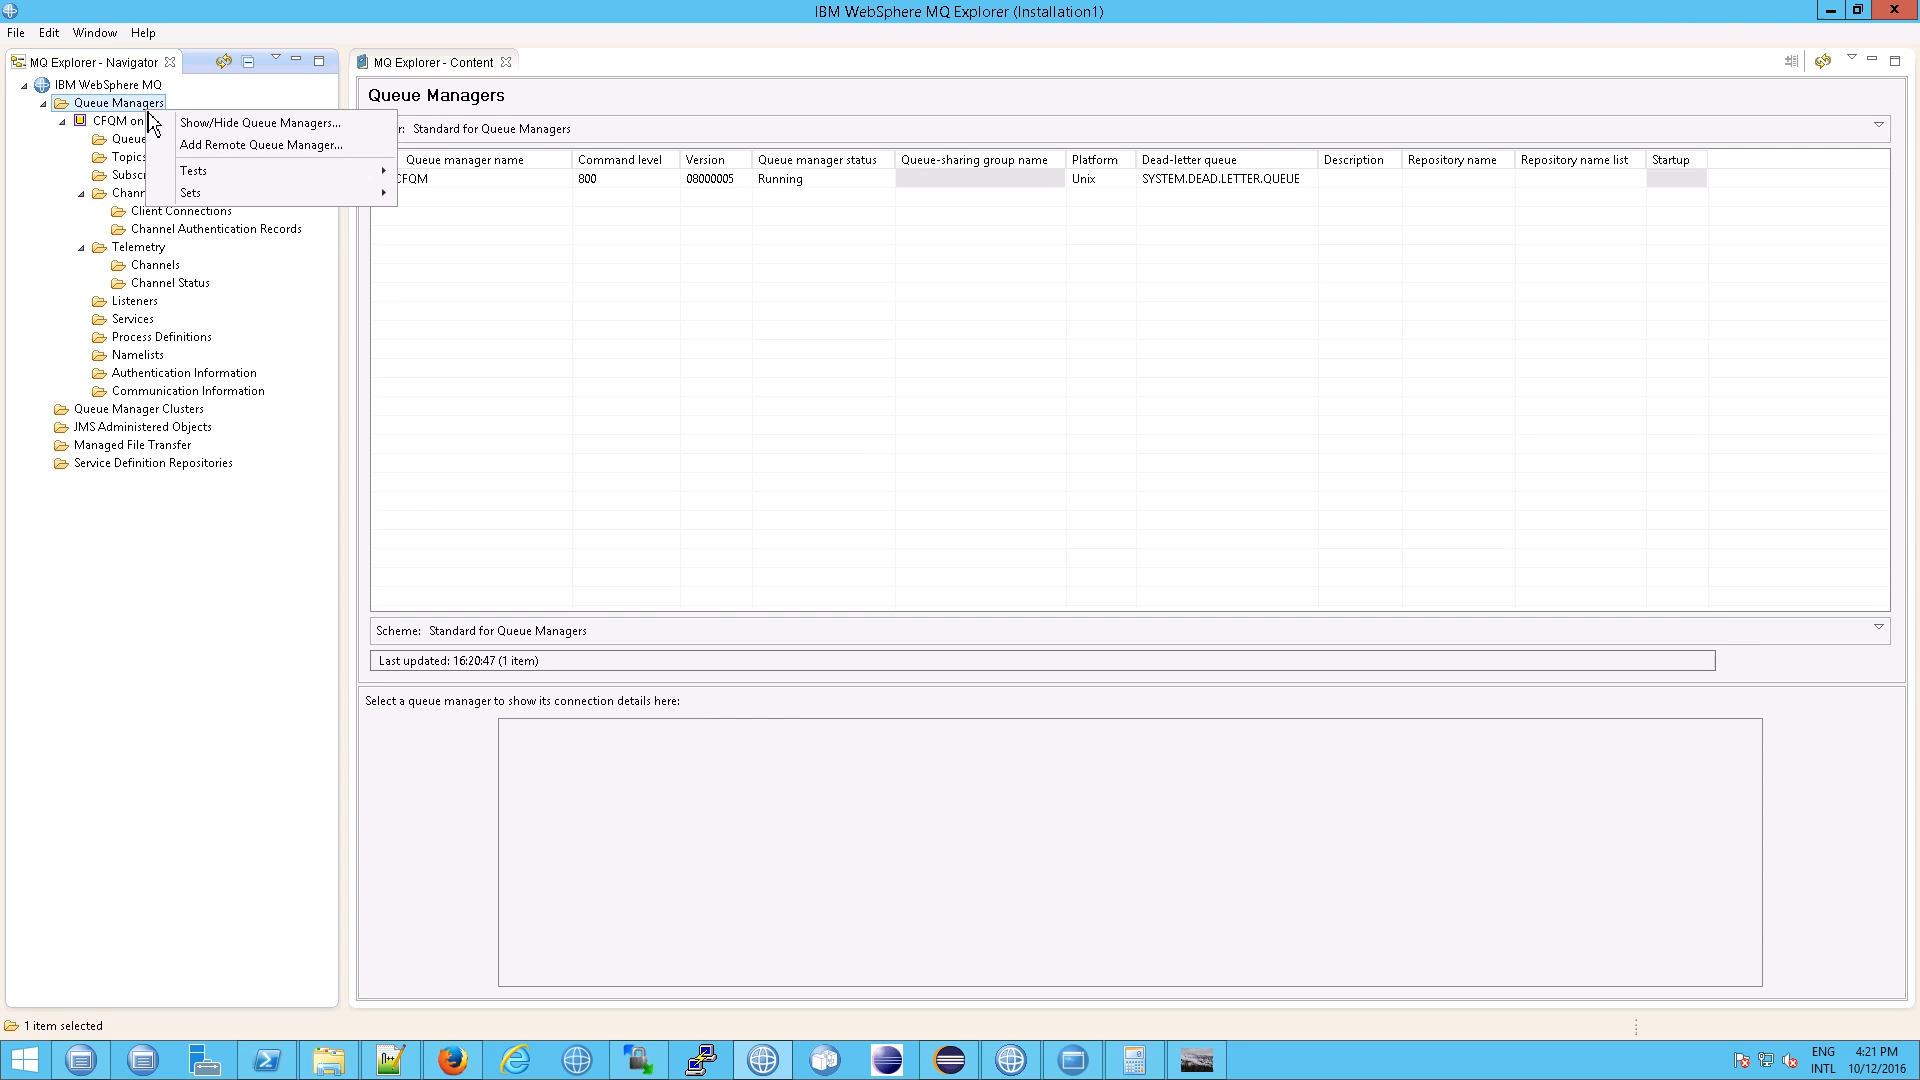 IBM WebSphere MQ Explorer (Installation1)
File Edit Window Help
MQ Explorer - Navigator
MQ Explorer - Content
IBM WebSphere MQ
Queue Managers
CFQM on
Queue
Topics
Subscr
Chann
Client Connections
Channel Authentication Records
Telemetry
Channels
Channel Status
Listeners
Services
Process Definitions
Namelists
Authentication Information
Communication Information
Queue Manager Clusters
JMS Administered Objects
Managed File Transfer
Service Definition Repositories
Show/Hide Queue Managers...
Add Remote Queue Manager...
Tests
Sets
Queue Managers
r: Standard for Queue Managers
Queue manager name Command level Version Queue manager status Queue-sharing group name Platform Dead-letter queue Description Repository name Repository name list Startup
CFQM 800 08000005 Running Unix SYSTEM.DEAD.LETTER.QUEUE
Scheme: Standard for Queue Managers
Last updated: 16:20:47 (1 item)
Select a queue manager to show its connection details here:
1 item selected
ENG 4:21 PM
INTL 10/12/2016